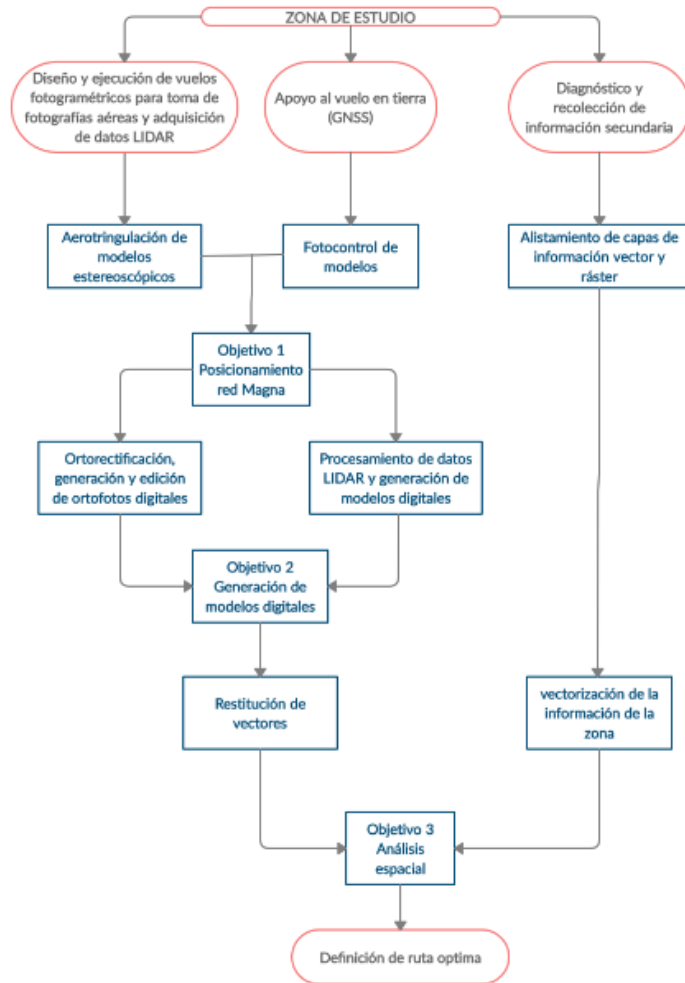 ZONA DE ESTUDIO
Diseño y ejecución de vuelos
fotogramétricos para toma de
fotografías aéreas y adquisición
de datos LIDAR
Apoyo al vuelo en tierra
(GNSS)
Diagnóstico y
recolección de
información secundaria
Aerotringulación de
modelos
estereoscópicos
Fotocontrol de
modelos
Alistamiento de capas de
información vector y
ráster
Objetivo 1
Posicionamiento
red Magna
Ortorectificación,
generación y edición
de ortofotos digitales
Procesamiento de datos
LIDAR y generación de
modelos digitales
Objetivo 2
Generación de
modelos digitales
Restitución de
vectores
vectorización de la
información de la
zona
Objetivo 3
Análisis
espacial
Definición de ruta optima